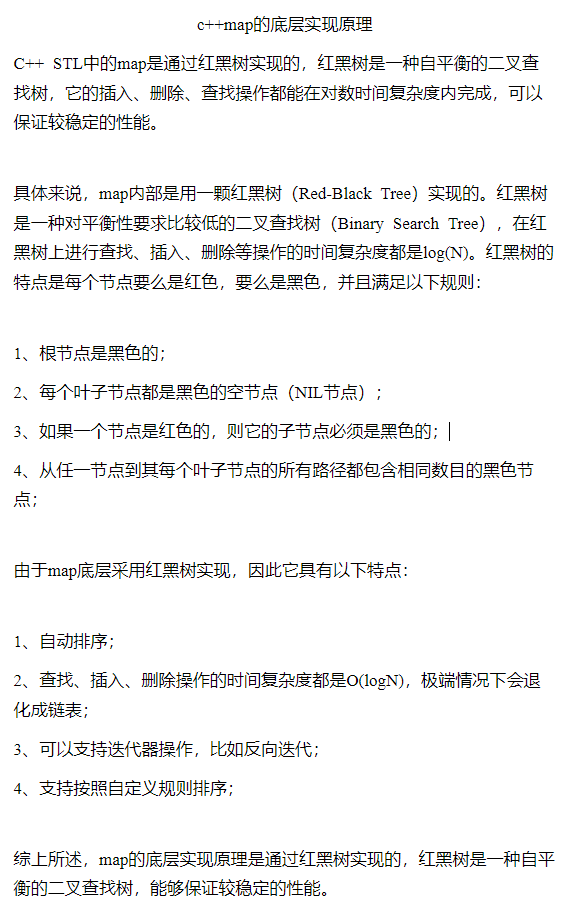 c++map的底层实现原理
C++ STL中的map是通过红黑树实现的，红黑树是一种自平衡的二叉查
找树，它的插入、删除、查找操作都能在对数时间复杂度内完成，可以
保证较稳定的性能。
具体来说，map内部是用一颗红黑树（Red-Black Tree）实现的。红黑树
是一种对平衡性要求比较低的二叉查找树（Binary Search Tree），在红
黑树上进行查找、插入、删除等操作的时间复杂度都是log(N)。红黑树的
特点是每个节点要么是红色，要么是黑色，并且满足以下规则：
1、根节点是黑色的；
2、每个叶子节点都是黑色的空节点（NIL节点）；
3、如果一个节点是红色的，则它的子节点必须是黑色的；
4、从任一节点到其每个叶子节点的所有路径都包含相同数目的黑色节
点；
由于map底层采用红黑树实现，因此它具有以下特点：
1、自动排序；
2、查找、插入、删除操作的时间复杂度都是O(logN)，极端情况下会退
化成链表；
3、可以支持迭代器操作，比如反向迭代；
4、支持按照自定义规则排序；
综上所述，map的底层实现原理是通过红黑树实现的，红黑树是一种自平
衡的二叉查找树，能够保证较稳定的性能。